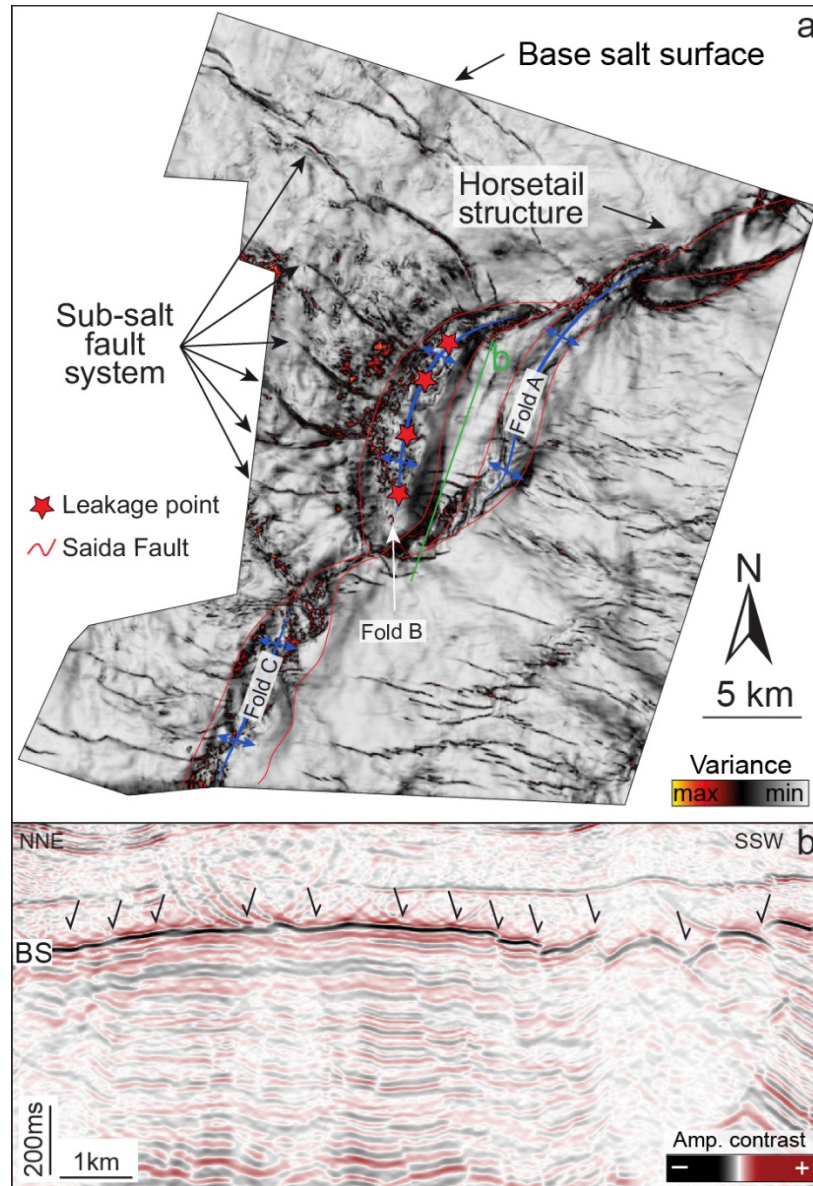 a
Base salt surface
Horsetail
structure
Sub-salt
fault
system
b
Fold A
Leakage point
Saida Fault
Fold B
Fold C
N
5 km
Variance
max
min
NNE
SSW
b
BS
200ms
1km
Amp. contrast
− +